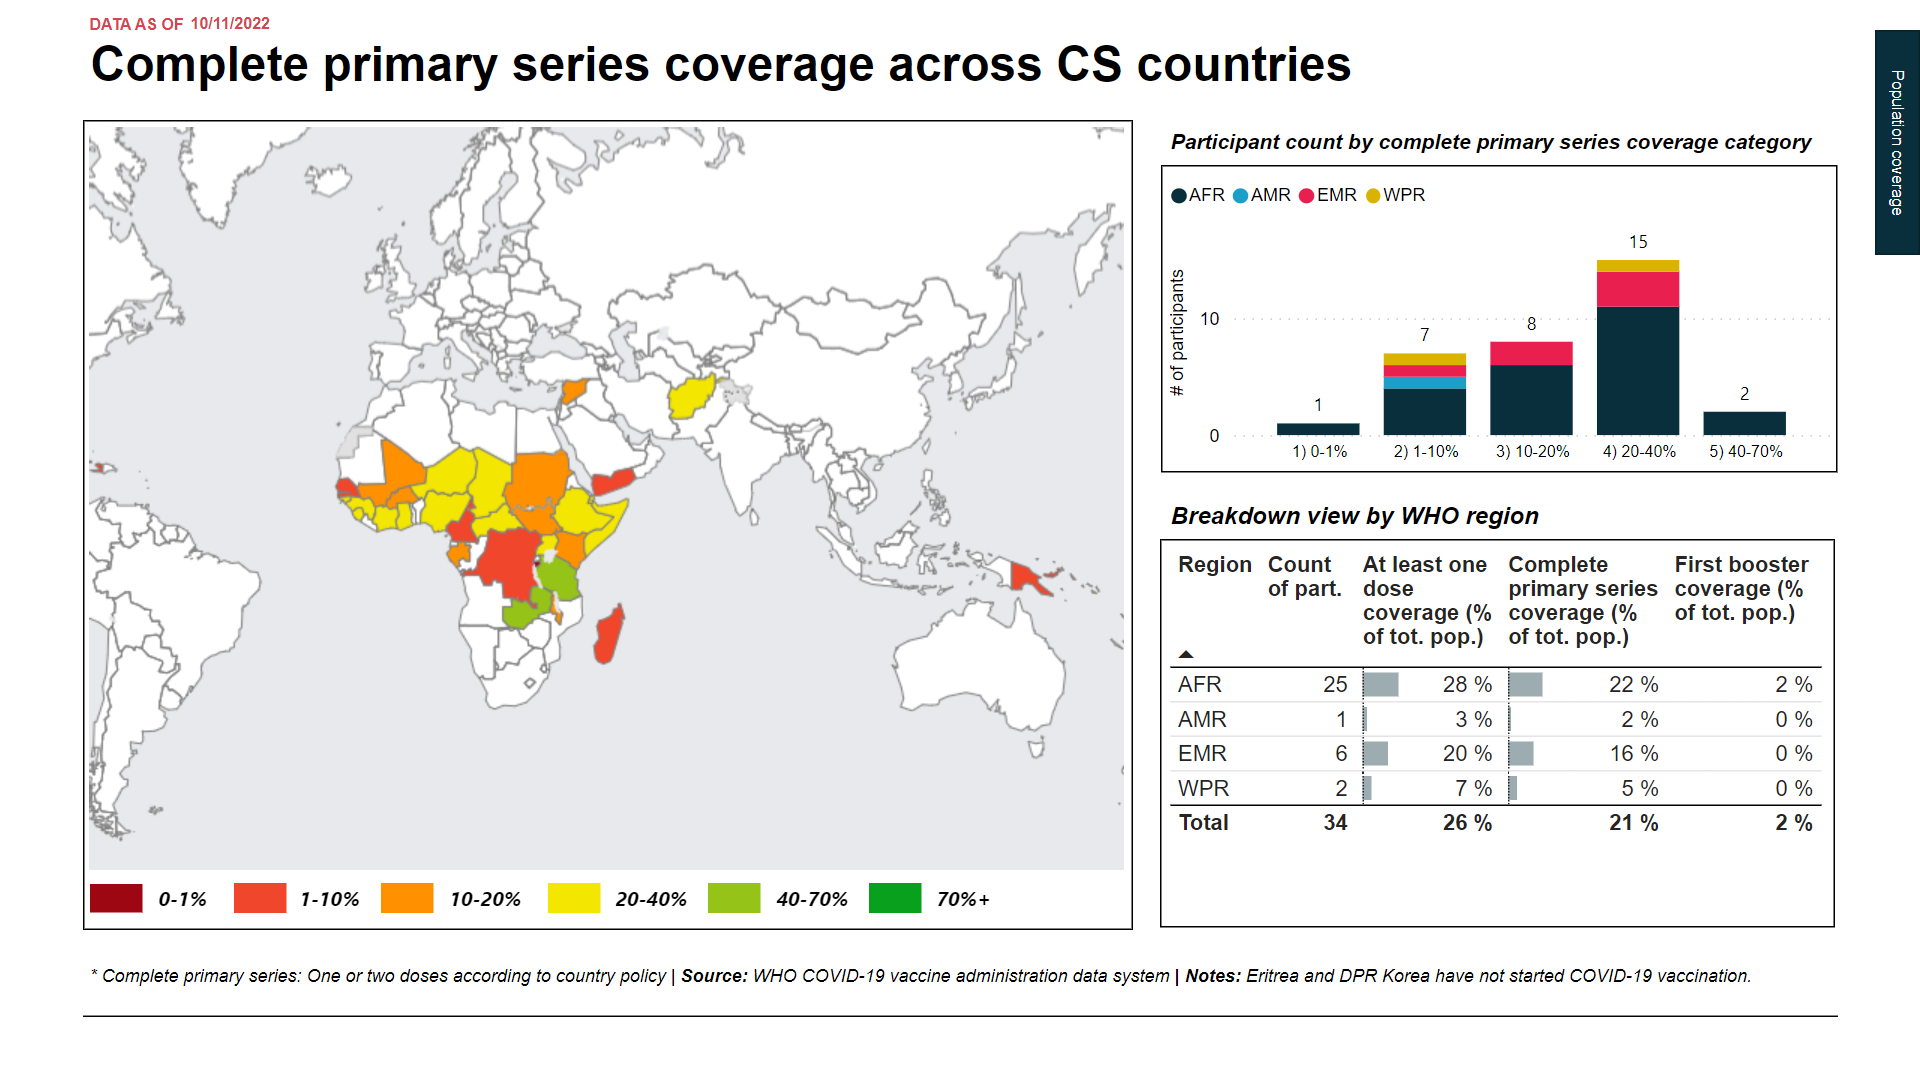 DATA AS OF 10/11/2022
Complete primary series coverage across CS countries
Population coverage
0-1% 1-10% 10-20% 20-40% 40-70% 70%+
Participant count by complete primary series coverage category
AFR AMR EMR WPR
# of participants
10
0
1 7 8 15 2
1) 0-1% 2) 1-10% 3) 10-20% 4) 20-40% 5) 40-70%
Breakdown view by WHO region
Region Count of part. At least one dose coverage (% of tot. pop.) Complete primary series coverage (% of tot. pop.) First booster coverage (% of tot. pop.)
AFR 25 28 % 22 % 2 %
AMR 1 3 % 2 % 0 %
EMR 6 20 % 16 % 0 %
WPR 2 7 % 5 % 0 %
Total 34 26 % 21 % 2 %
* Complete primary series: One or two doses according to country policy | Source: WHO COVID-19 vaccine administration data system | Notes: Eritrea and DPR Korea have not started COVID-19 vaccination.